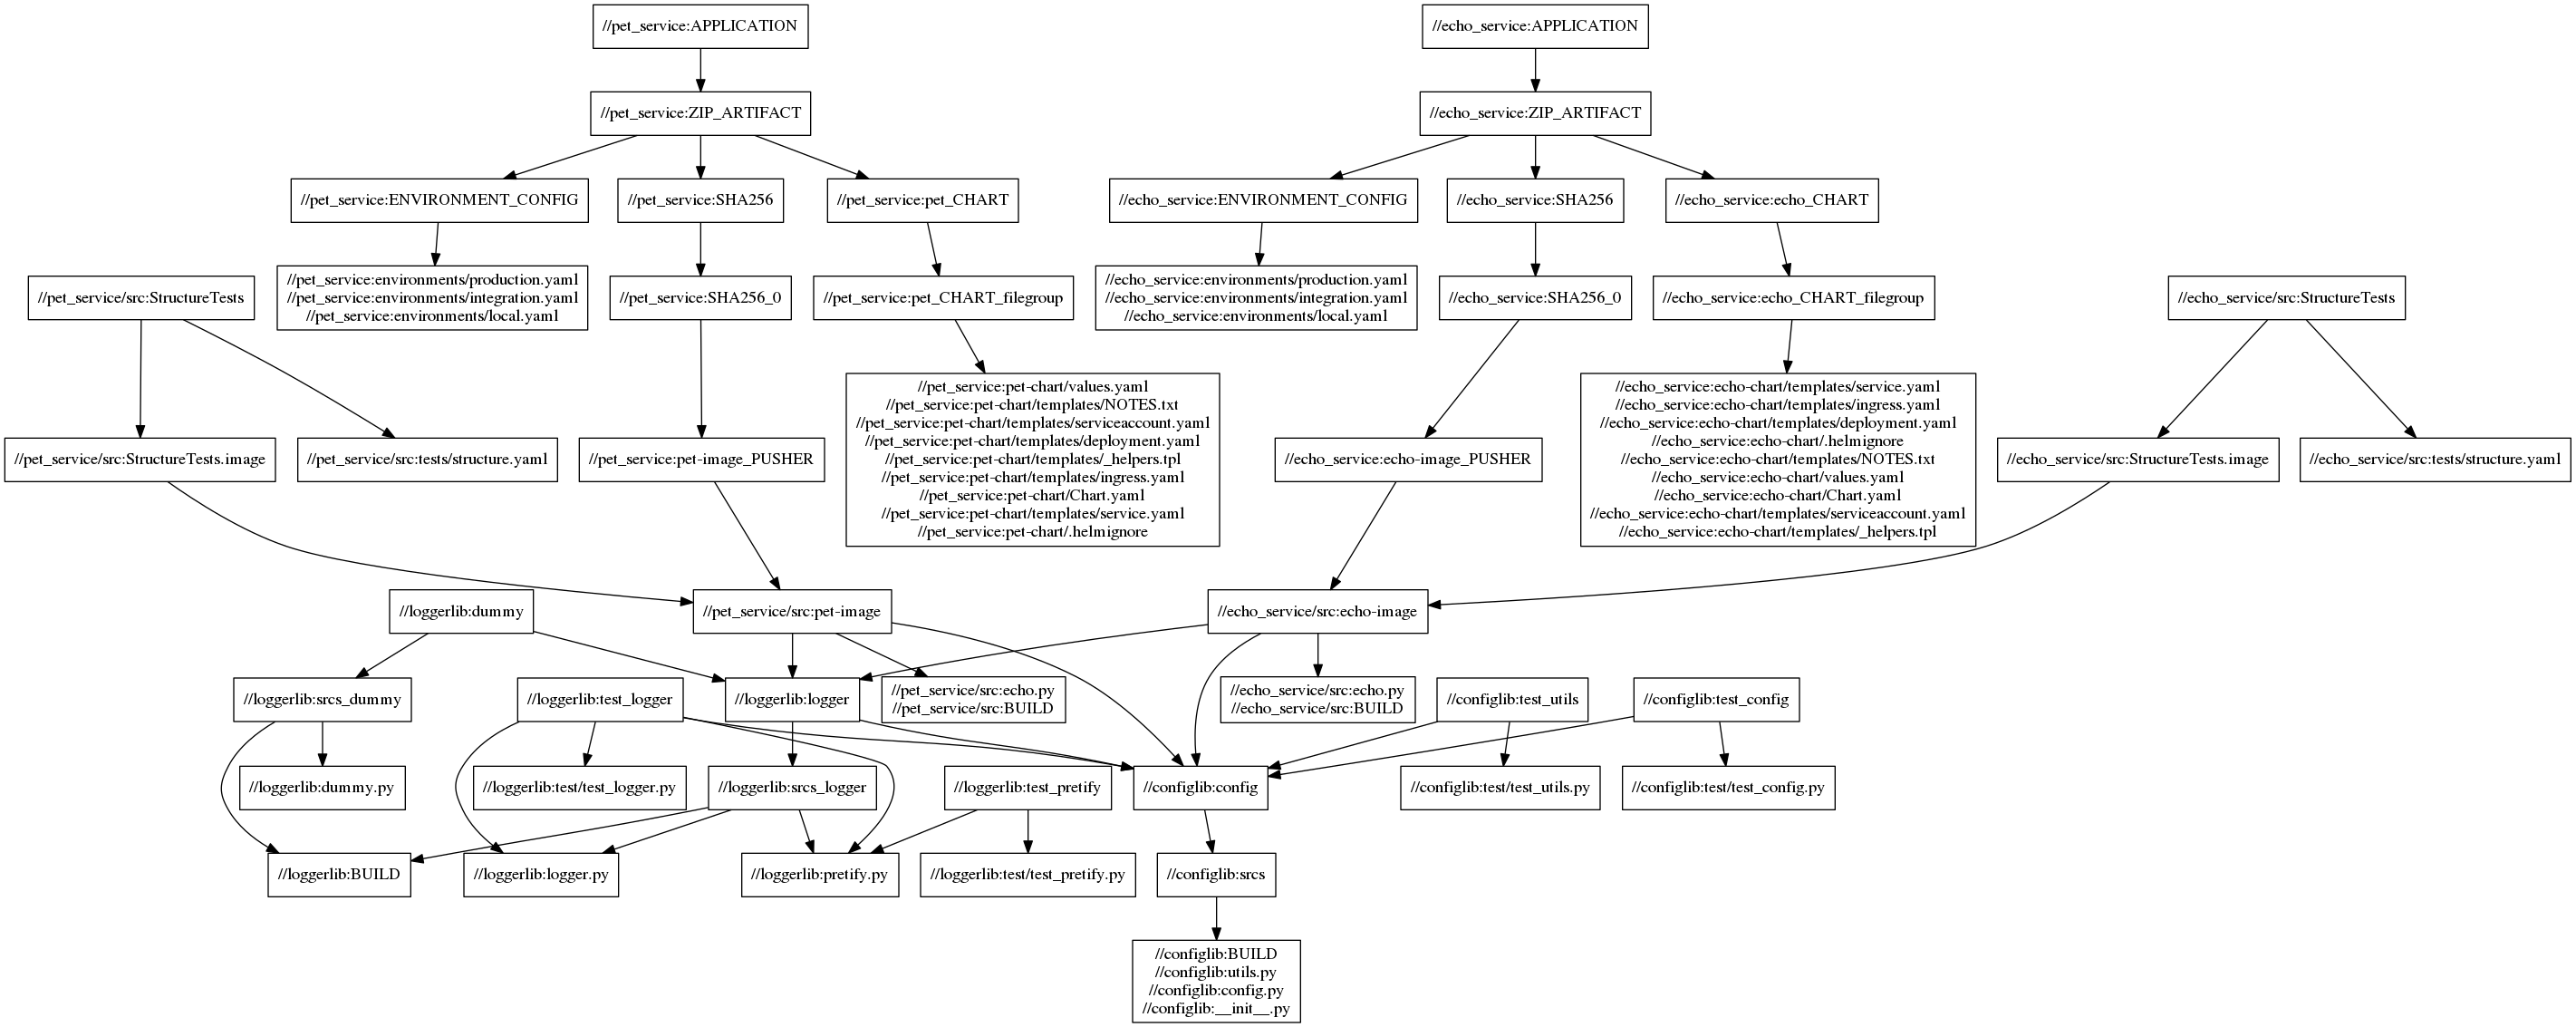 //pet_service:APPLICATION
//echo_service:APPLICATION
//pet_service:ZIP_ARTIFACT
//echo_service:ZIP_ARTIFACT
//pet_service:ENVIRONMENT_CONFIG
//pet_service:SHA256
//pet_service:pet_CHART
//echo_service:ENVIRONMENT_CONFIG
//echo_service:SHA256
//echo_service:echo_CHART
//pet_service/src:StructureTests
//pet_service:environments/production.yaml
//pet_service:environments/integration.yaml
//pet_service:environments/local.yaml
//pet_service:SHA256_0
//pet_service:pet_CHART_filegroup
//echo_service:environments/production.yaml
//echo_service:environments/integration.yaml
//echo_service:environments/local.yaml
//echo_service:SHA256_0
//echo_service:echo_CHART_filegroup
//echo_service/src:StructureTests
//pet_service/src:StructureTests.image
//pet_service/src:tests/structure.yaml
//pet_service:pet-image_PUSHER
//pet_service:pet-chart/values.yaml
//pet_service:pet-chart/templates/NOTES.txt
//pet_service:pet-chart/templates/serviceaccount.yaml
//pet_service:pet-chart/templates/deployment.yaml
//pet_service:pet-chart/templates/_helpers.tpl
//pet_service:pet-chart/templates/ingress.yaml
//pet_service:pet-chart/Chart.yaml
//pet_service:pet-chart/templates/service.yaml
//pet_service:pet-chart/.helmignore
//echo_service:echo-image_PUSHER
//echo_service:echo-chart/templates/service.yaml
//echo_service:echo-chart/templates/ingress.yaml
//echo_service:echo-chart/templates/deployment.yaml
//echo_service:echo-chart/.helmignore
//echo_service:echo-chart/templates/NOTES.txt
//echo_service:echo-chart/values.yaml
//echo_service:echo-chart/Chart.yaml
//echo_service:echo-chart/templates/serviceaccount.yaml
//echo_service:echo-chart/templates/_helpers.tpl
//echo_service/src:StructureTests.image
//echo_service/src:tests/structure.yaml
//loggerlib:dummy
//pet_service/src:pet-image
//echo_service/src:echo-image
//loggerlib:srcs_dummy
//loggerlib:test_logger
//loggerlib:logger
//pet_service/src:echo.py
//pet_service/src:BUILD
//echo_service/src:echo.py
//echo_service/src:BUILD
//configlib:test_utils
//configlib:test_config
//loggerlib:dummy.py
//loggerlib:test/test_logger.py
//loggerlib:srcs_logger
//loggerlib:test_pretify
//configlib:config
//configlib:test/test_utils.py
//configlib:test/test_config.py
//loggerlib:BUILD
//loggerlib:logger.py
//loggerlib:pretify.py
//loggerlib:test/test_pretify.py
//configlib:srcs
//configlib:BUILD
//configlib:utils.py
//configlib:config.py
//configlib:__init__.py